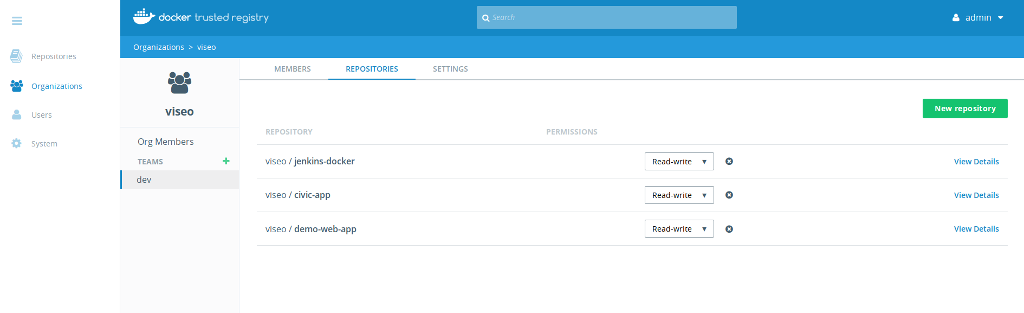 docker trusted registry
Search
admin
Repositories
Organizations
Users
System
Organizations > viseo
viseo
Org Members
TEAMS +
dev
MEMBERS REPOSITORIES SETTINGS
New repository
REPOSITORY PERMISSIONS
viseo / jenkins-docker Read-write View Details
viseo / civic-app Read-write View Details
viseo / demo-web-app Read-write View Details